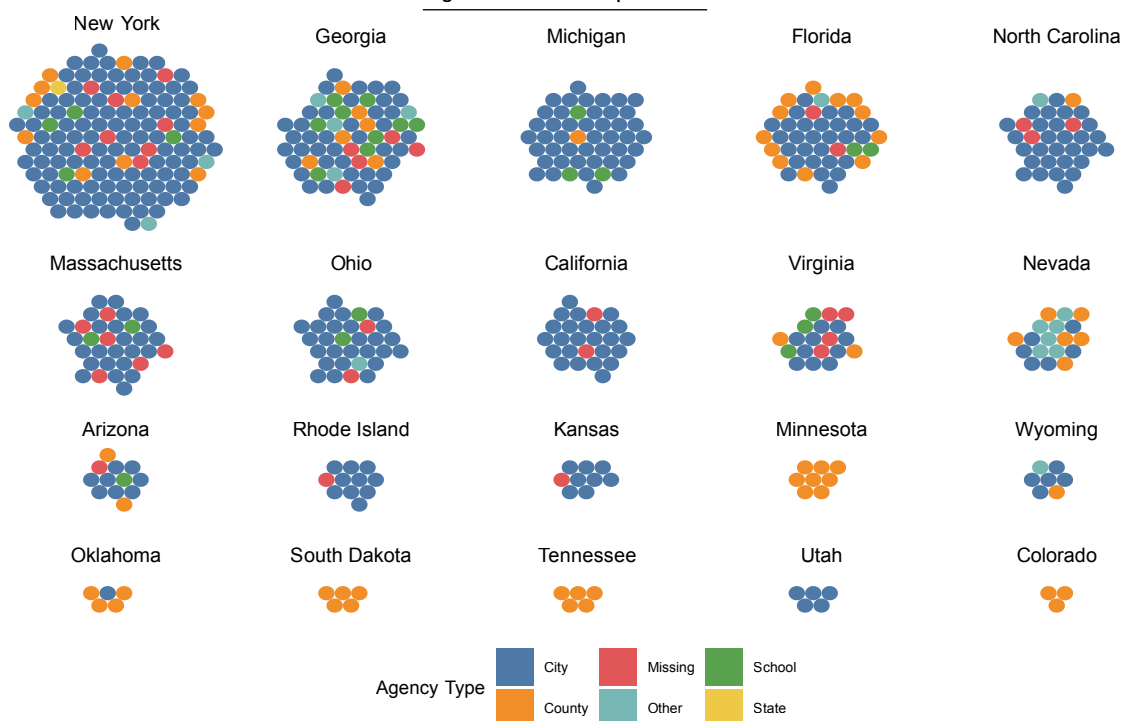 New York
Georgia
Michigan
Florida
North Carolina
Massachusetts
Ohio
California
Virginia
Nevada
Arizona
Rhode Island
Kansas
Minnesota
Wyoming
Oklahoma
South Dakota
Tennessee
Utah
Colorado
Agency Type
City
Missing
School
County
Other
State